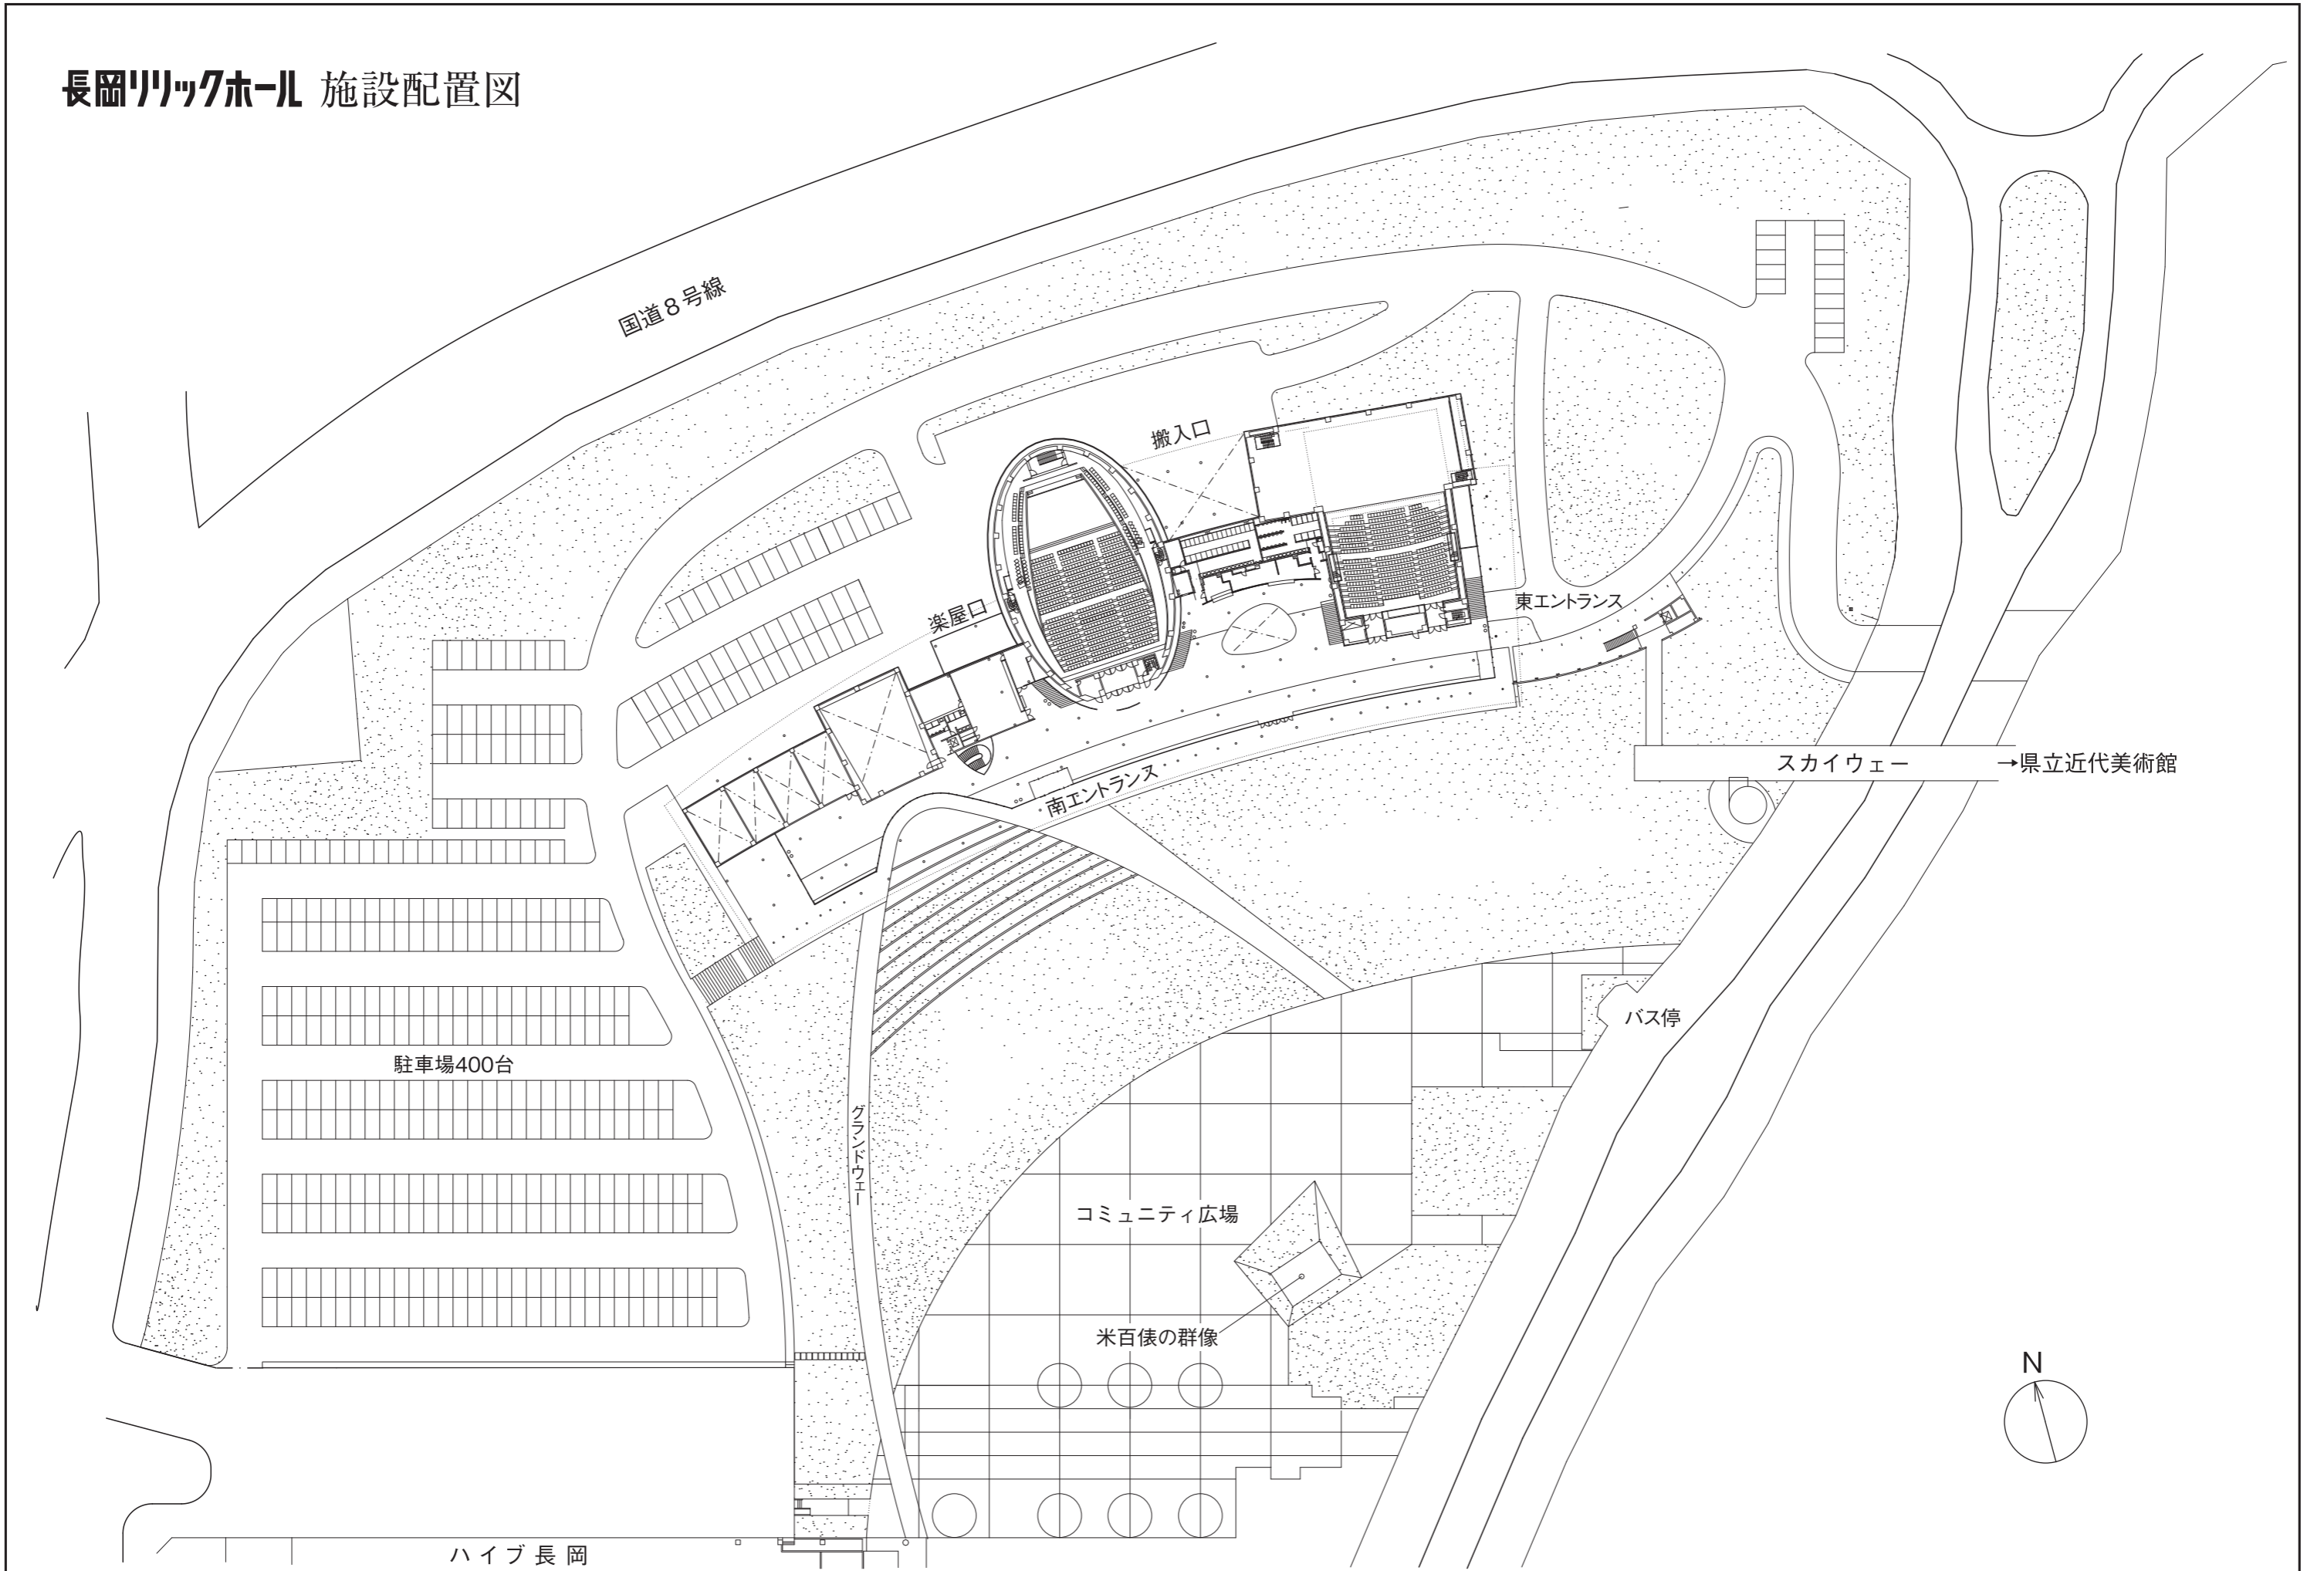 長岡リリックホール 施設配置図
国道8号線
搬入口
楽屋口
東エントランス
南エントランス
スカイウェー
→県立近代美術館
バス停
駐車場400台
グランドウェー
コミュニティ広場
米百俵の群像
N
ハイブ長岡